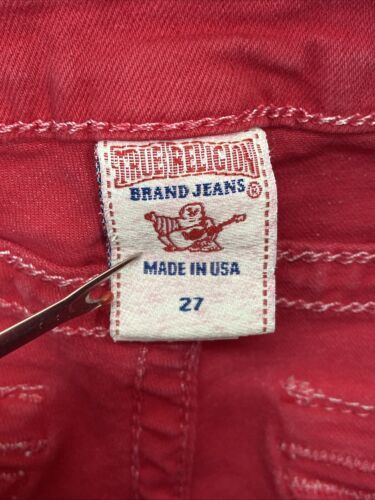 TRUE RELIGION
BRAND JEANS®
MADE IN USA
27